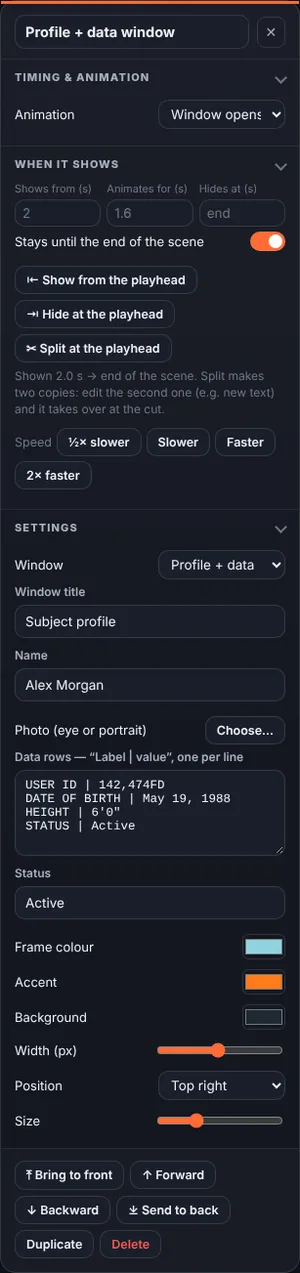 Profile + data window ×
TIMING & ANIMATION
Animation Window opens
WHEN IT SHOWS
Shows from (s) Animates for (s) Hides at (s)
2 1.6 end
Stays until the end of the scene
⇤ Show from the playhead
⇥ Hide at the playhead
✂ Split at the playhead
Shown 2.0 s → end of the scene. Split makes
two copies: edit the second one (e.g. new text)
and it takes over at the cut.
Speed ½× slower Slower Faster
2× faster
SETTINGS
Window Profile + data
Window title
Subject profile
Name
Alex Morgan
Photo (eye or portrait) Choose...
Data rows — “Label | value”, one per line
USER ID | 142,474FD
DATE OF BIRTH | May 19, 1988
HEIGHT | 6'0"
STATUS | Active
Status
Active
Frame colour
Accent
Background
Width (px)
Position Top right
Size
⤒ Bring to front ↑ Forward
↓ Backward ⤓ Send to back
Duplicate Delete